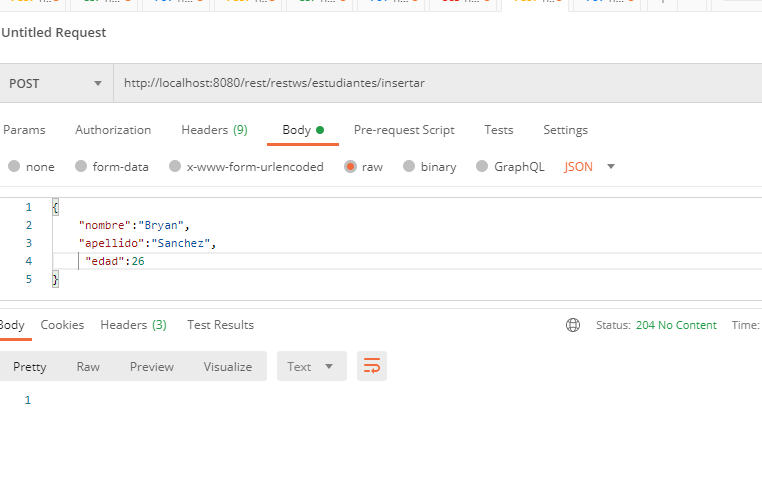 Untitled Request
POST http://localhost:8080/rest/restws/estudiantes/insertar
Params Authorization Headers (9) Body Pre-request Script Tests Settings
none form-data x-www-form-urlencoded raw binary GraphQL JSON
1 {
2 "nombre":"Bryan",
3 "apellido":"Sanchez",
4 "edad":26
5 }
Body Cookies Headers (3) Test Results Status: 204 No Content Time:
Pretty Raw Preview Visualize Text
1